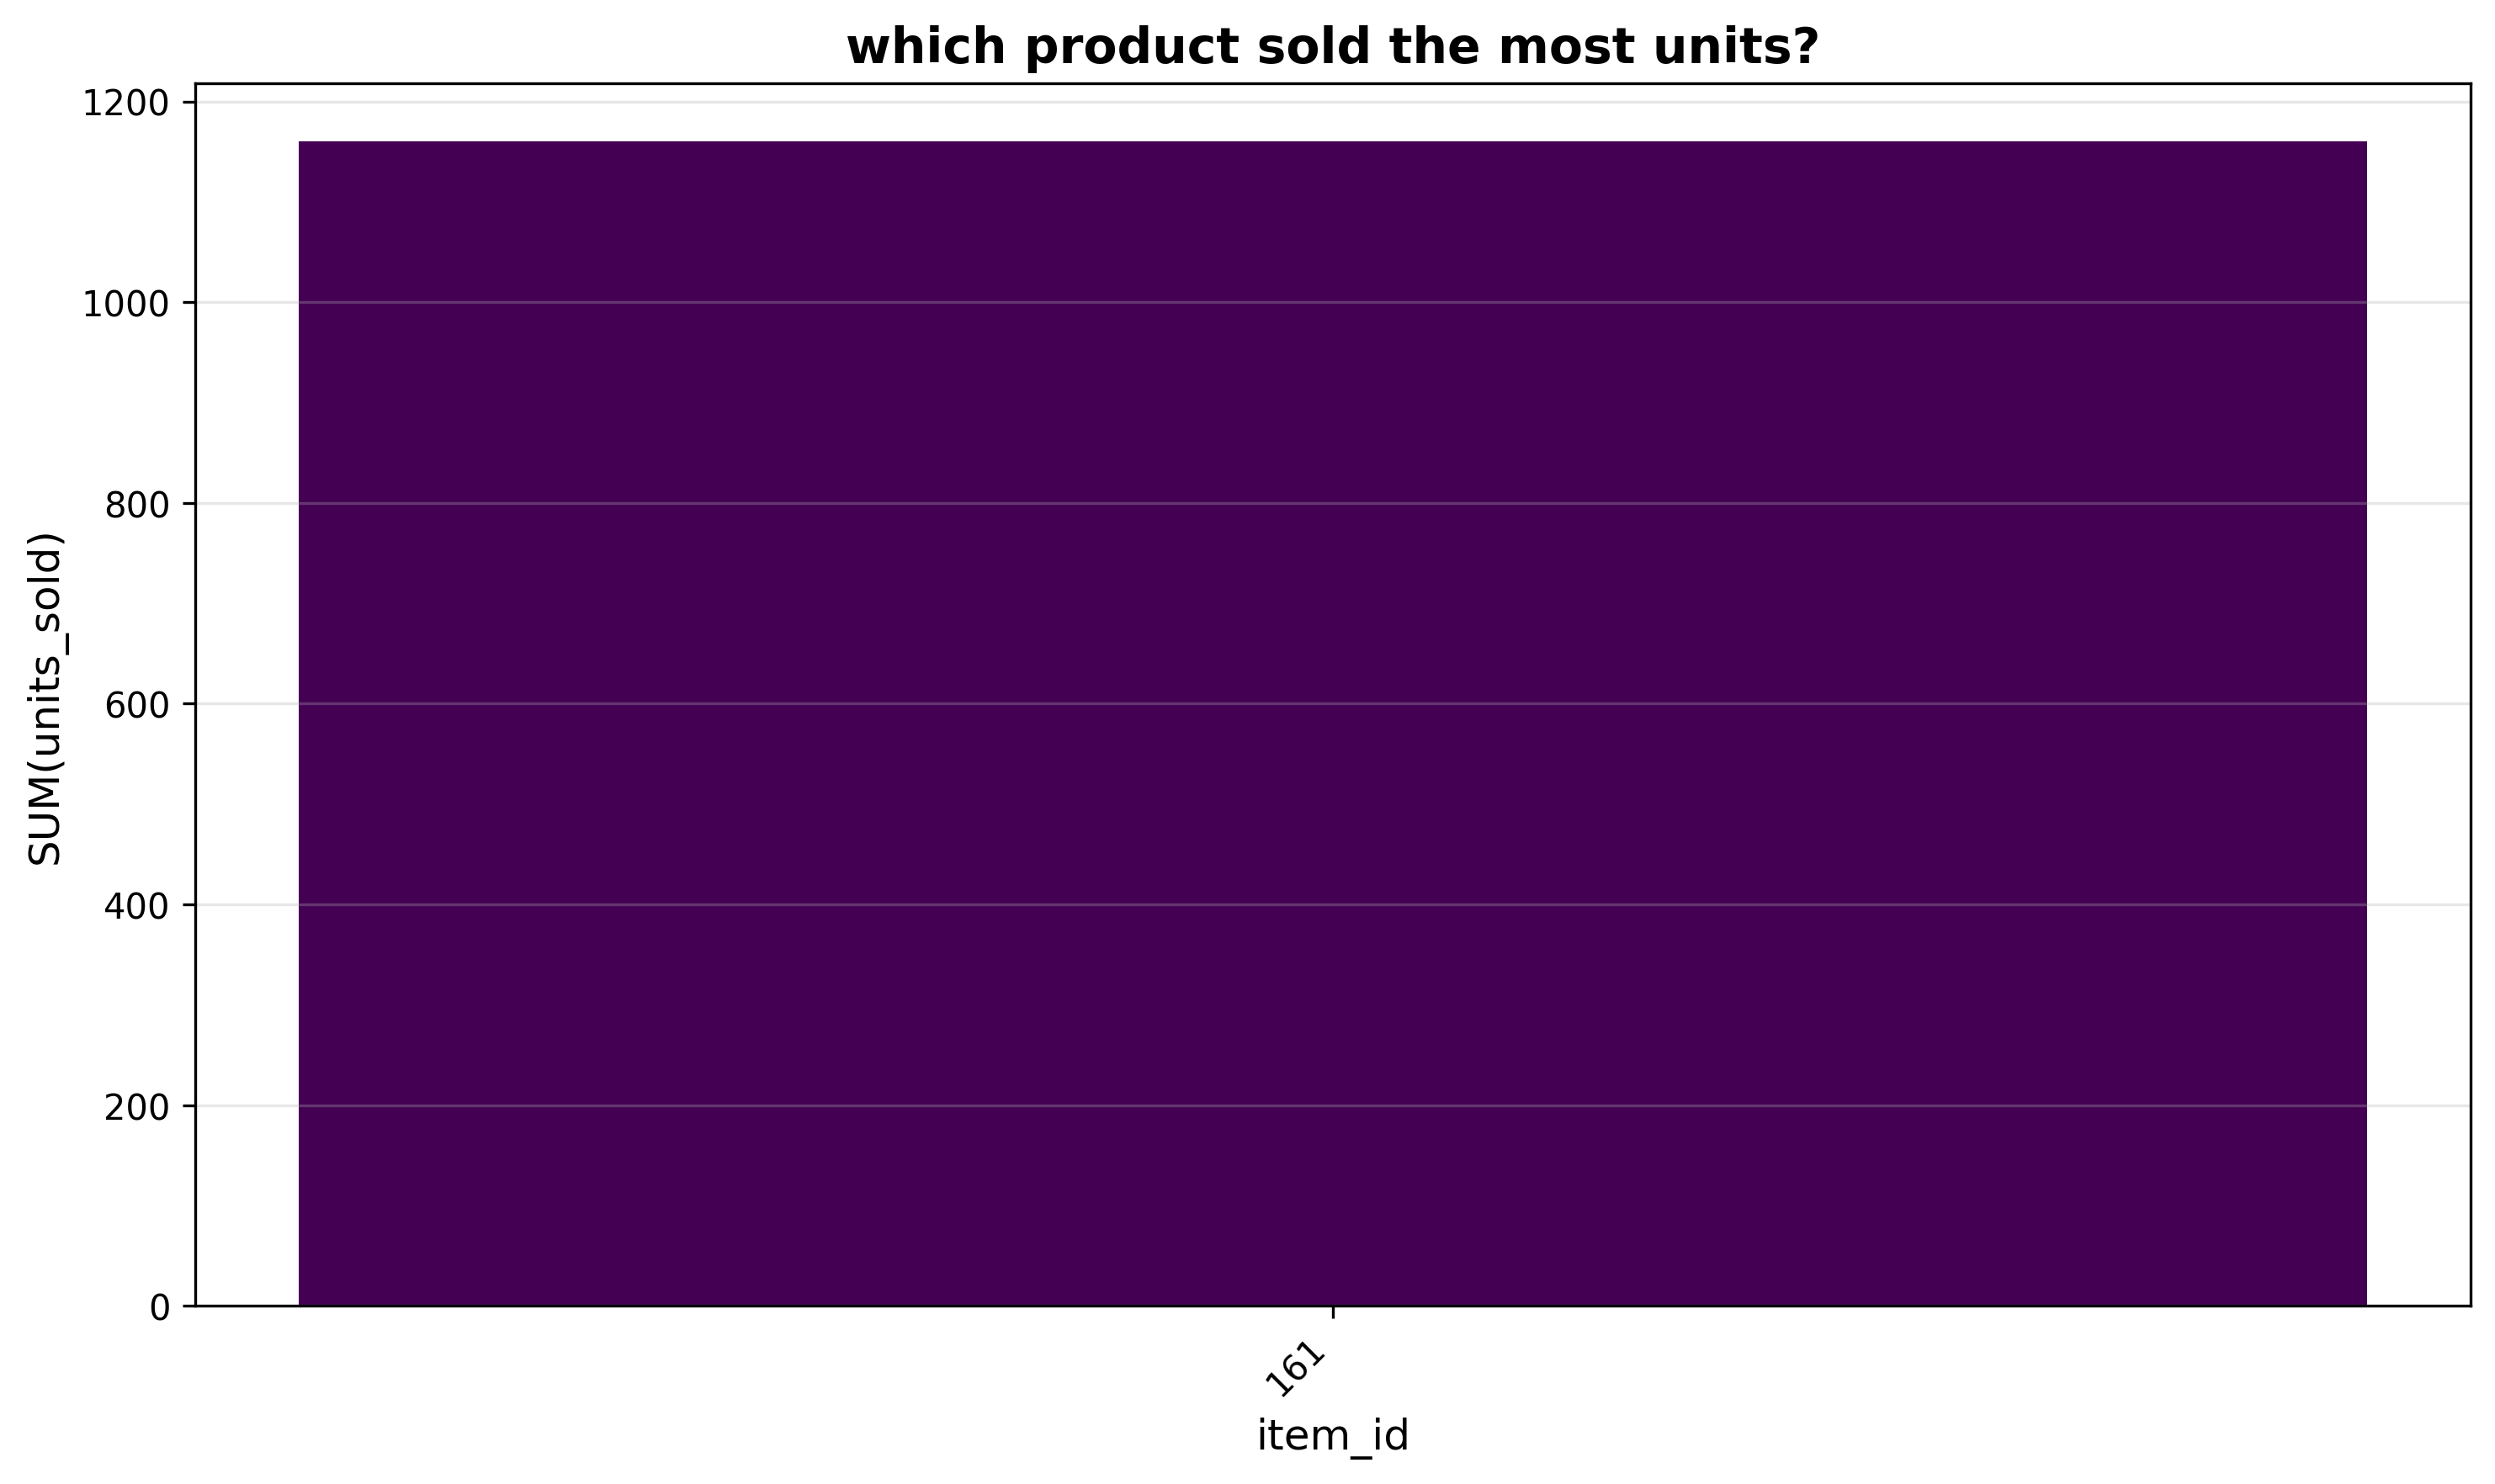 which product sold the most units?
1200
1000
800
600
400
200
0
SUM(units_sold)
161
item_id